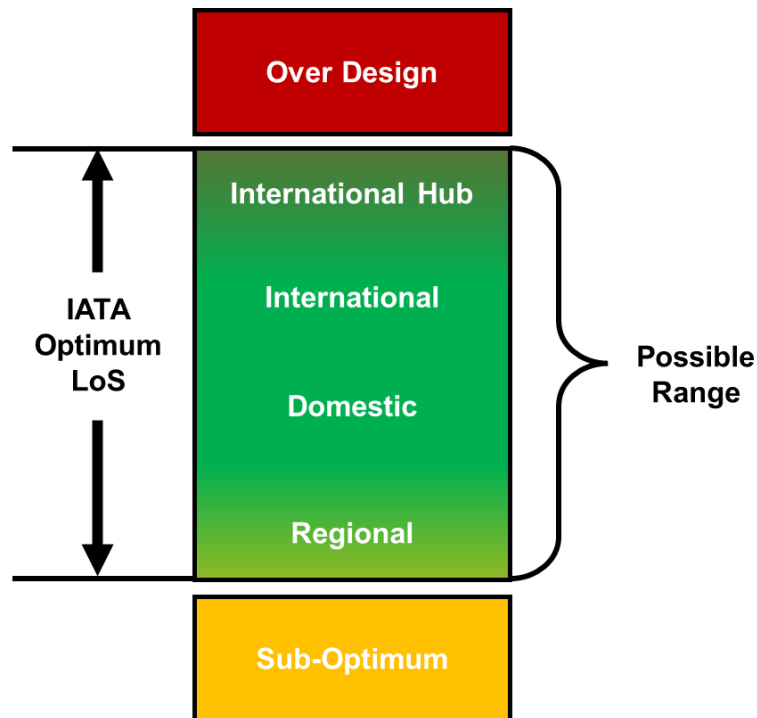 Over Design
International Hub
International
IATA
Optimum
LoS
Possible
Range
Domestic
Regional
Sub-Optimum